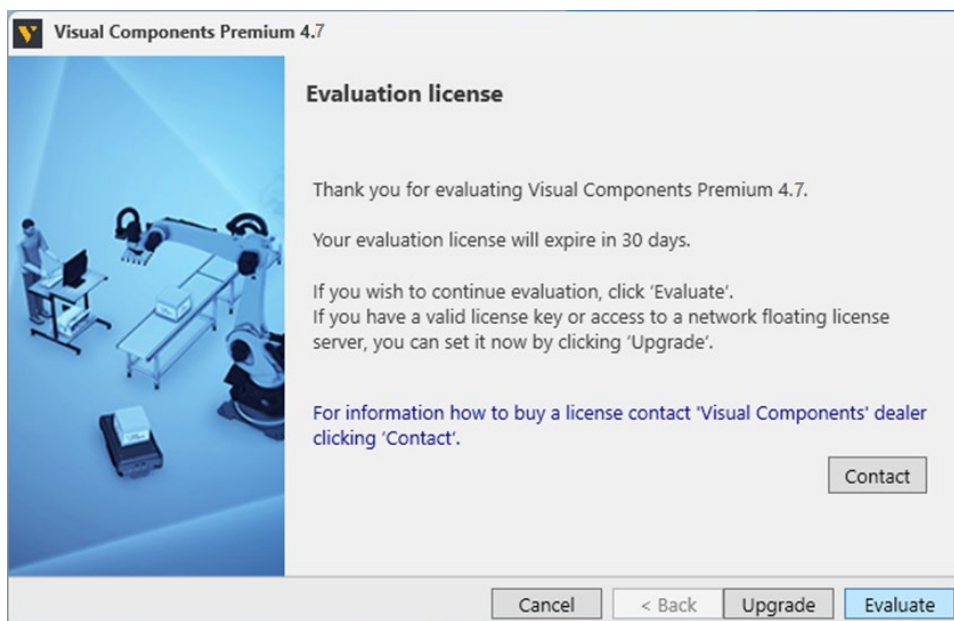 Visual Components Premium 4.7
Evaluation license
Thank you for evaluating Visual Components Premium 4.7.
Your evaluation license will expire in 30 days.
If you wish to continue evaluation, click 'Evaluate'.
If you have a valid license key or access to a network floating license
server, you can set it now by clicking 'Upgrade'.
For information how to buy a license contact 'Visual Components' dealer
clicking 'Contact'.
Contact
Cancel
< Back
Upgrade
Evaluate